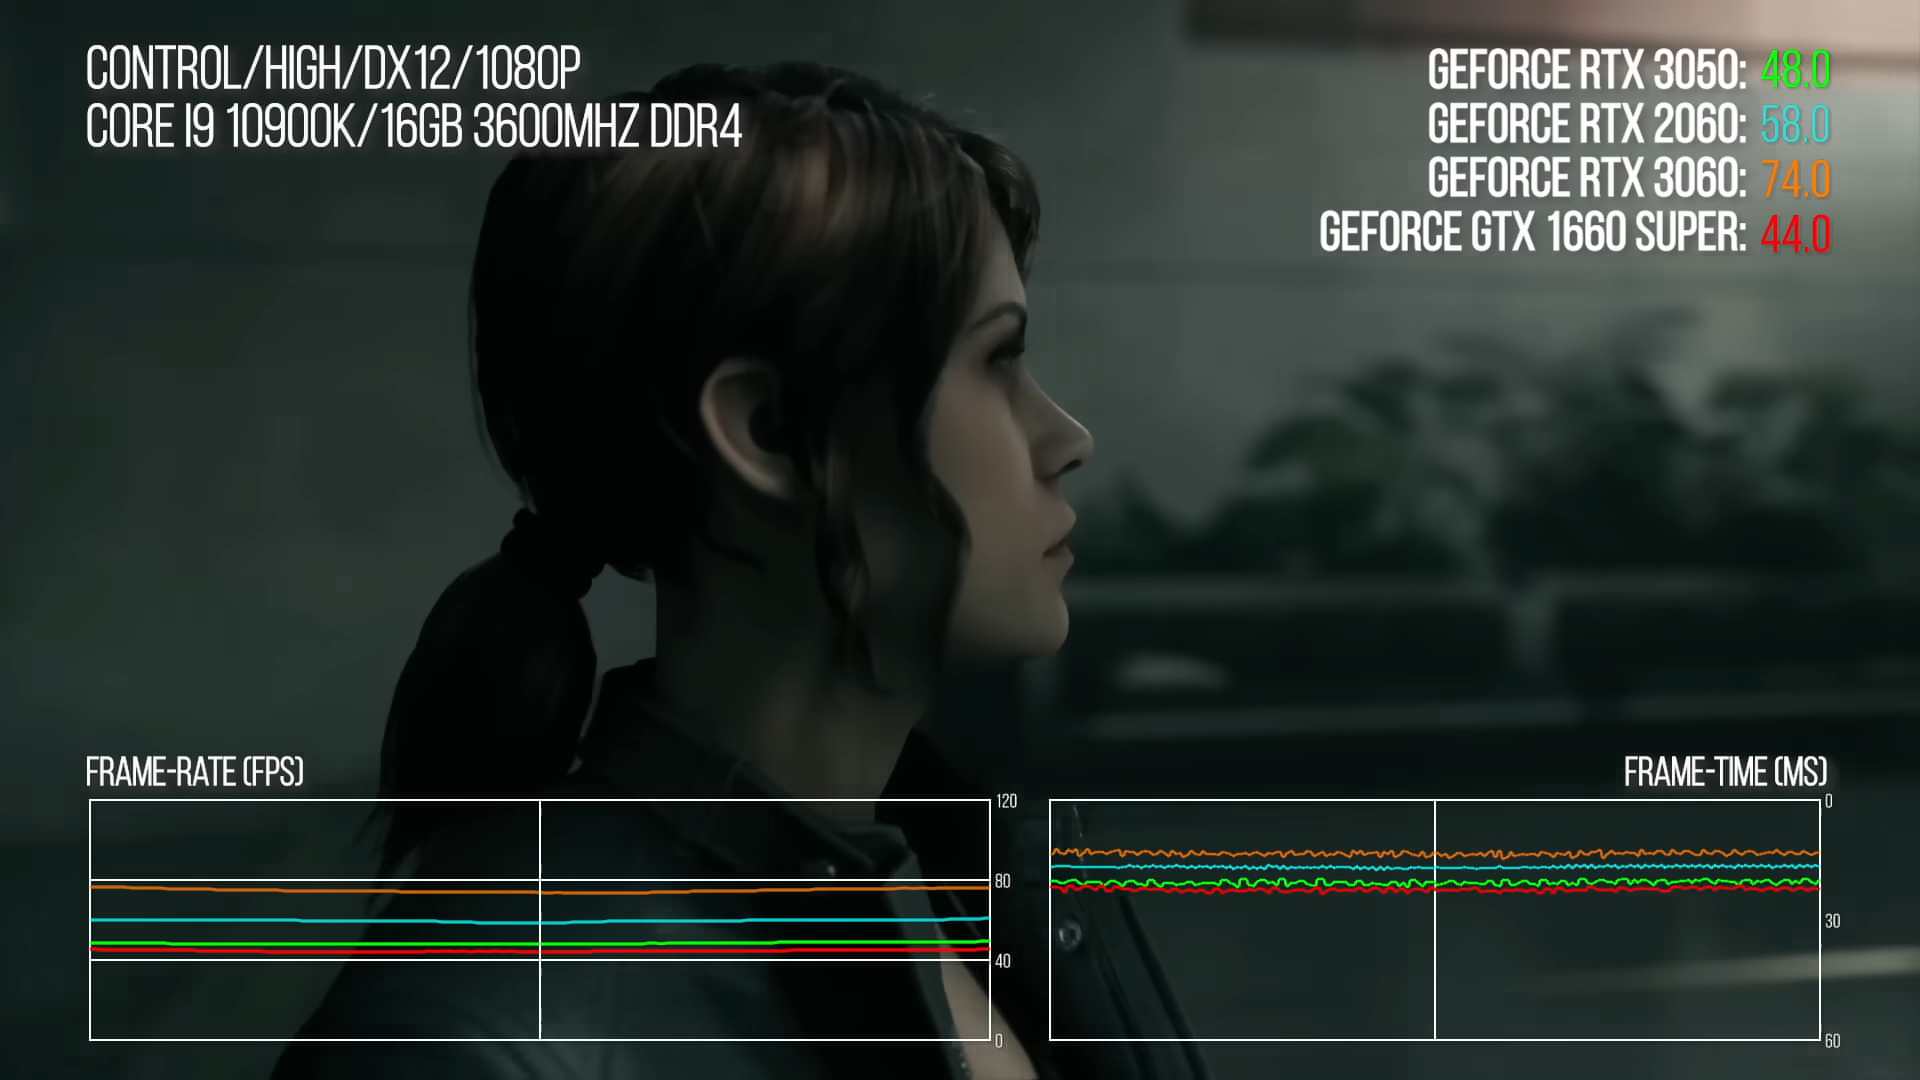 CONTROL/HIGH/DX12/1080P
CORE I9 10900K/16GB 3600MHZ DDR4
GEFORCE RTX 3050: 48.0
GEFORCE RTX 2060: 58.0
GEFORCE RTX 3060: 74.0
GEFORCE GTX 1660 SUPER: 44.0
FRAME-RATE (FPS)
120
80
40
0
FRAME-TIME (MS)
0
30
60